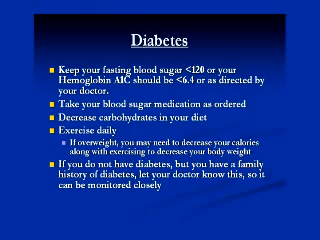 Diabetes
Keep your fasting blood sugar <120 or your
Hemoglobin AIC should be <6.4 or as directed by
your doctor.
Take your blood sugar medication as ordered
Decrease carbohydrates in your diet
Exercise daily
If overweight, you may need to decrease your calories
along with exercising to decrease your body weight
If you do not have diabetes, but you have a family
history of diabetes, let your doctor know this, so it
can be monitored closely